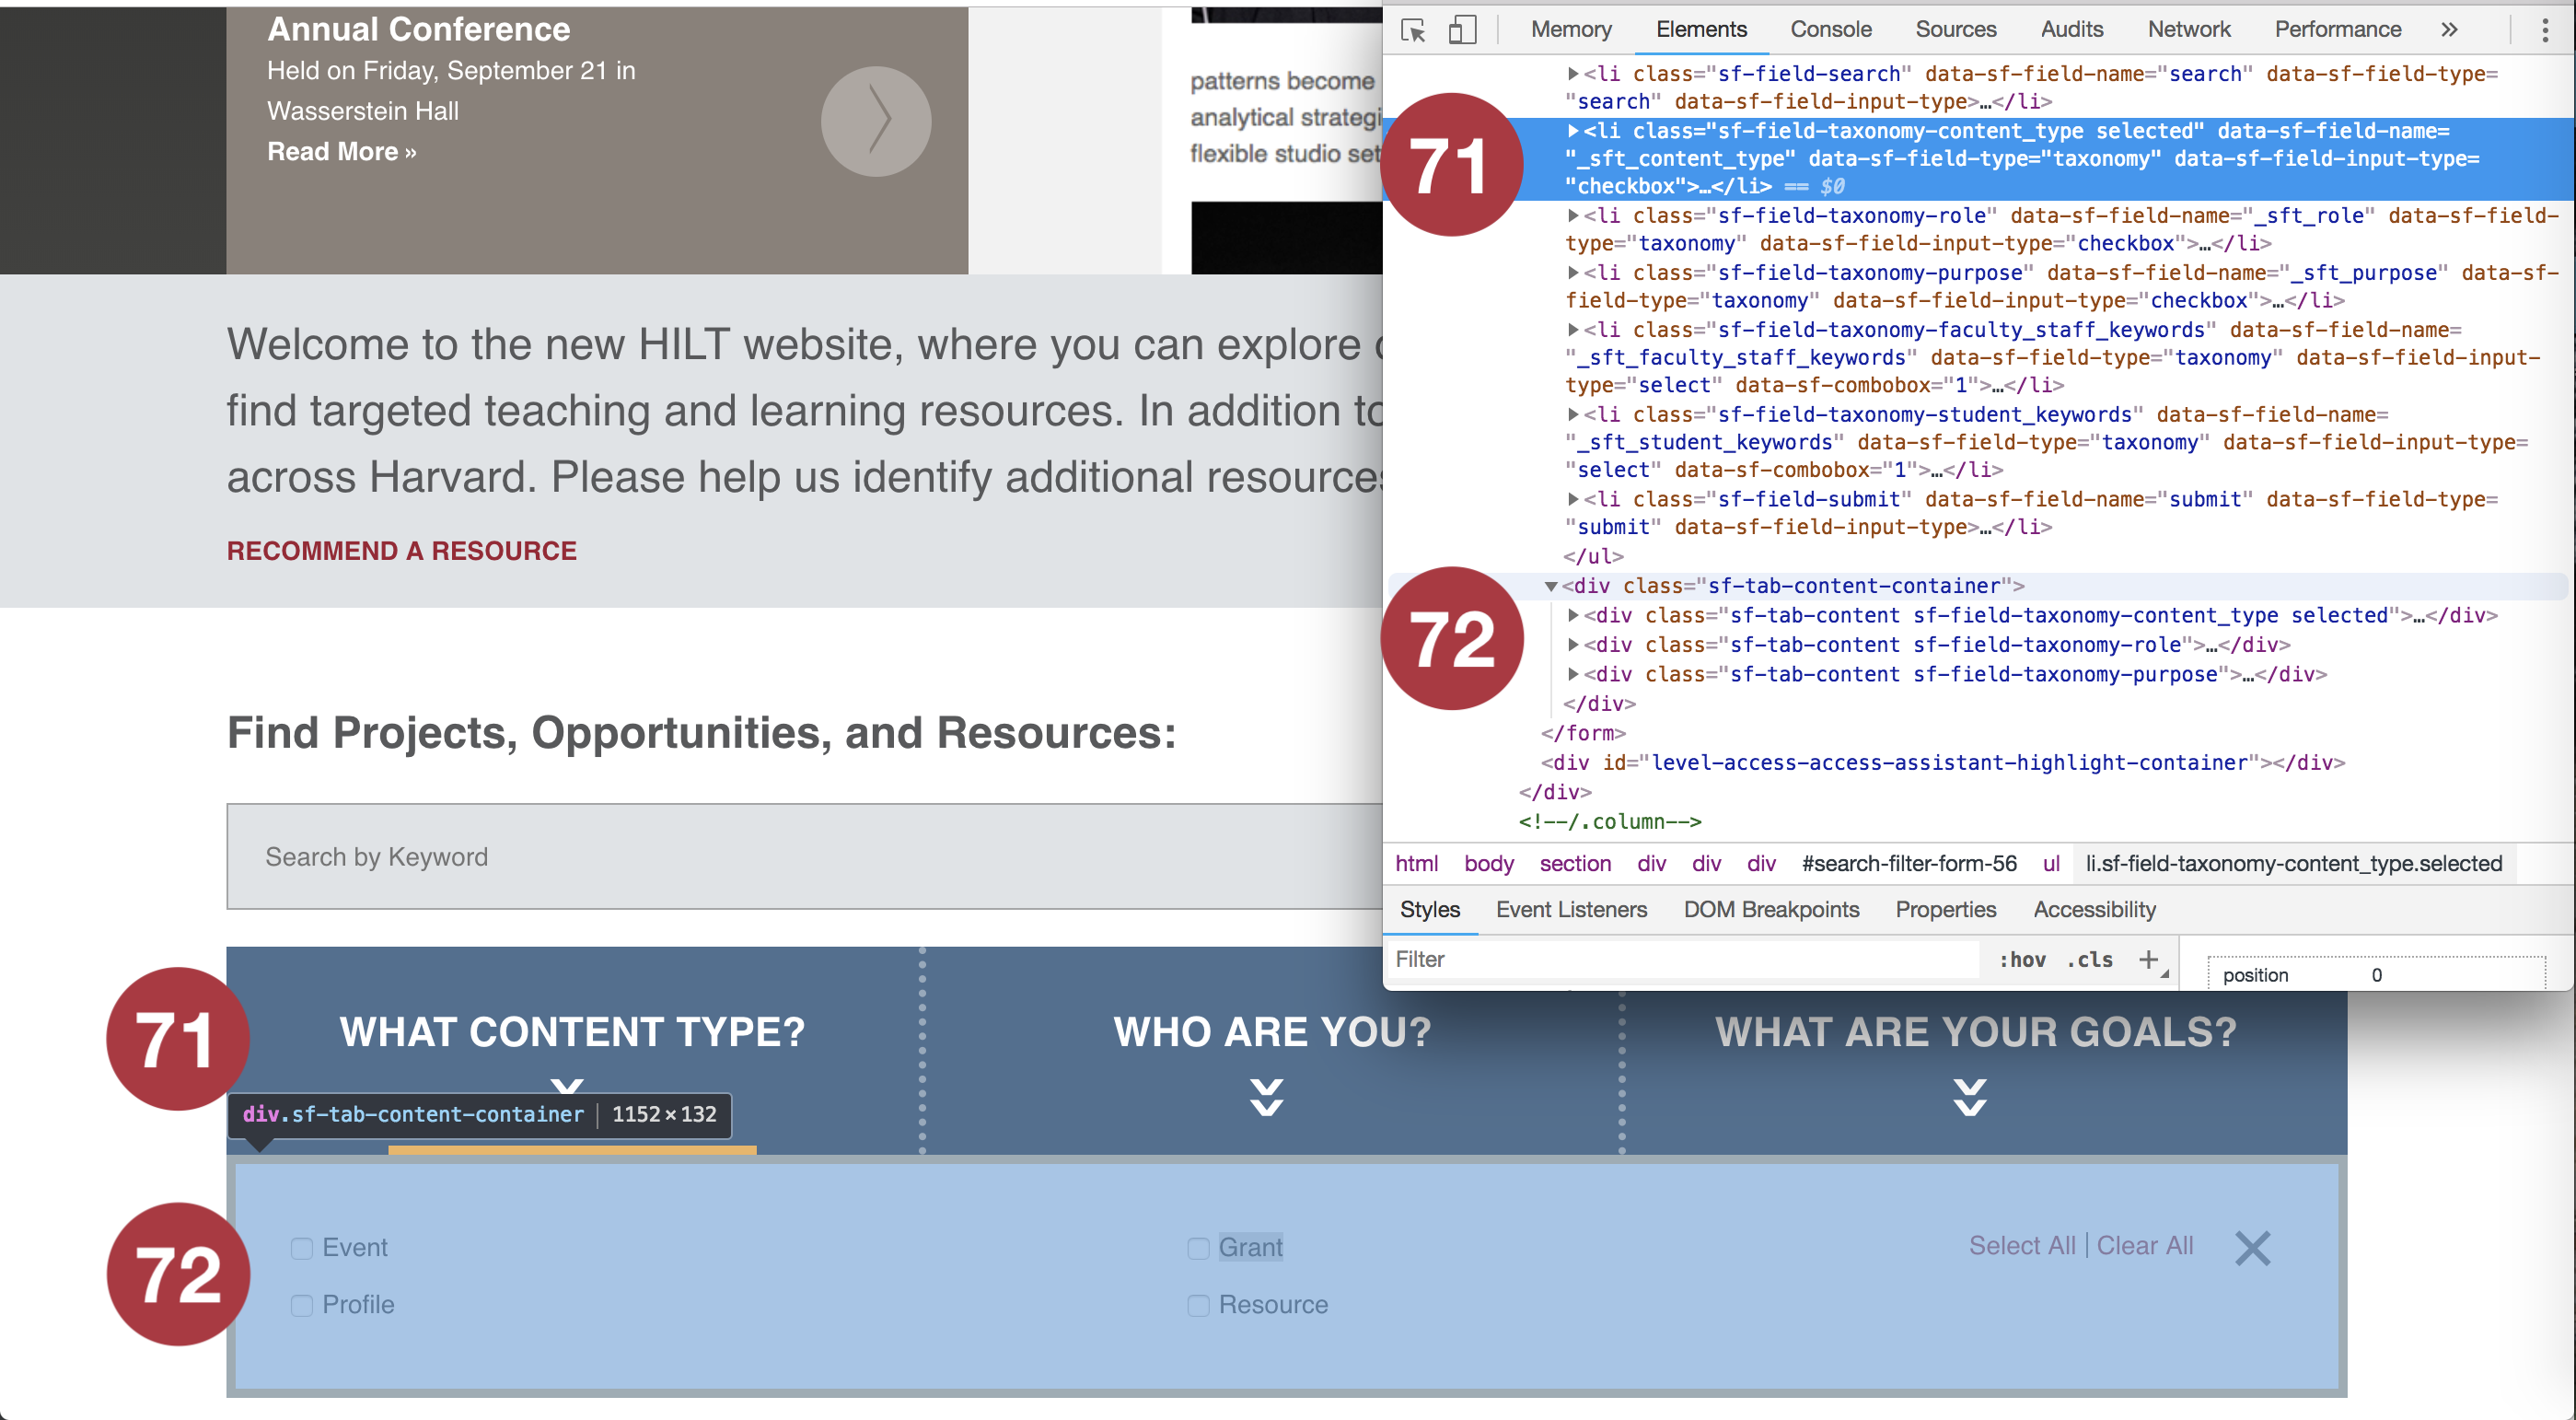 Annual Conference
Held on Friday, September 21 in
Wasserstein Hall
Read More »
patterns become
analytical strategi
flexible studio set
Welcome to the new HILT website, where you can explore
find targeted teaching and learning resources. In addition to
across Harvard. Please help us identify additional resources
RECOMMEND A RESOURCE
Find Projects, Opportunities, and Resources:
Search by Keyword
71
WHAT CONTENT TYPE?
WHO ARE YOU?
WHAT ARE YOUR GOALS?
div.sf-tab-content-container | 1152 × 132
72
Event
Grant
Select All | Clear All
Profile
Resource
Memory Elements Console Sources Audits Network Performance »
<li class="sf-field-search" data-sf-field-name="search" data-sf-field-type=
"search" data-sf-field-input-type>…</li>
71
<li class="sf-field-taxonomy-content_type selected" data-sf-field-name=
"_sft_content_type" data-sf-field-type="taxonomy" data-sf-field-input-type=
"checkbox">…</li> == $0
<li class="sf-field-taxonomy-role" data-sf-field-name="_sft_role" data-sf-field-
type="taxonomy" data-sf-field-input-type="checkbox">…</li>
<li class="sf-field-taxonomy-purpose" data-sf-field-name="_sft_purpose" data-sf-
field-type="taxonomy" data-sf-field-input-type="checkbox">…</li>
<li class="sf-field-taxonomy-faculty_staff_keywords" data-sf-field-name=
"_sft_faculty_staff_keywords" data-sf-field-type="taxonomy" data-sf-field-input-
type="select" data-sf-combobox="1">…</li>
<li class="sf-field-taxonomy-student_keywords" data-sf-field-name=
"_sft_student_keywords" data-sf-field-type="taxonomy" data-sf-field-input-type=
"select" data-sf-combobox="1">…</li>
<li class="sf-field-submit" data-sf-field-name="submit" data-sf-field-type=
"submit" data-sf-field-input-type>…</li>
</ul>
72
<div class="sf-tab-content-container">
<div class="sf-tab-content sf-field-taxonomy-content_type selected">…</div>
<div class="sf-tab-content sf-field-taxonomy-role">…</div>
<div class="sf-tab-content sf-field-taxonomy-purpose">…</div>
</div>
</form>
<div id="level-access-access-assistant-highlight-container"></div>
</div>
<!--/.column-->
html body section div div div #search-filter-form-56 ul li.sf-field-taxonomy-content_type.selected
Styles Event Listeners DOM Breakpoints Properties Accessibility
Filter :hov .cls +
position 0